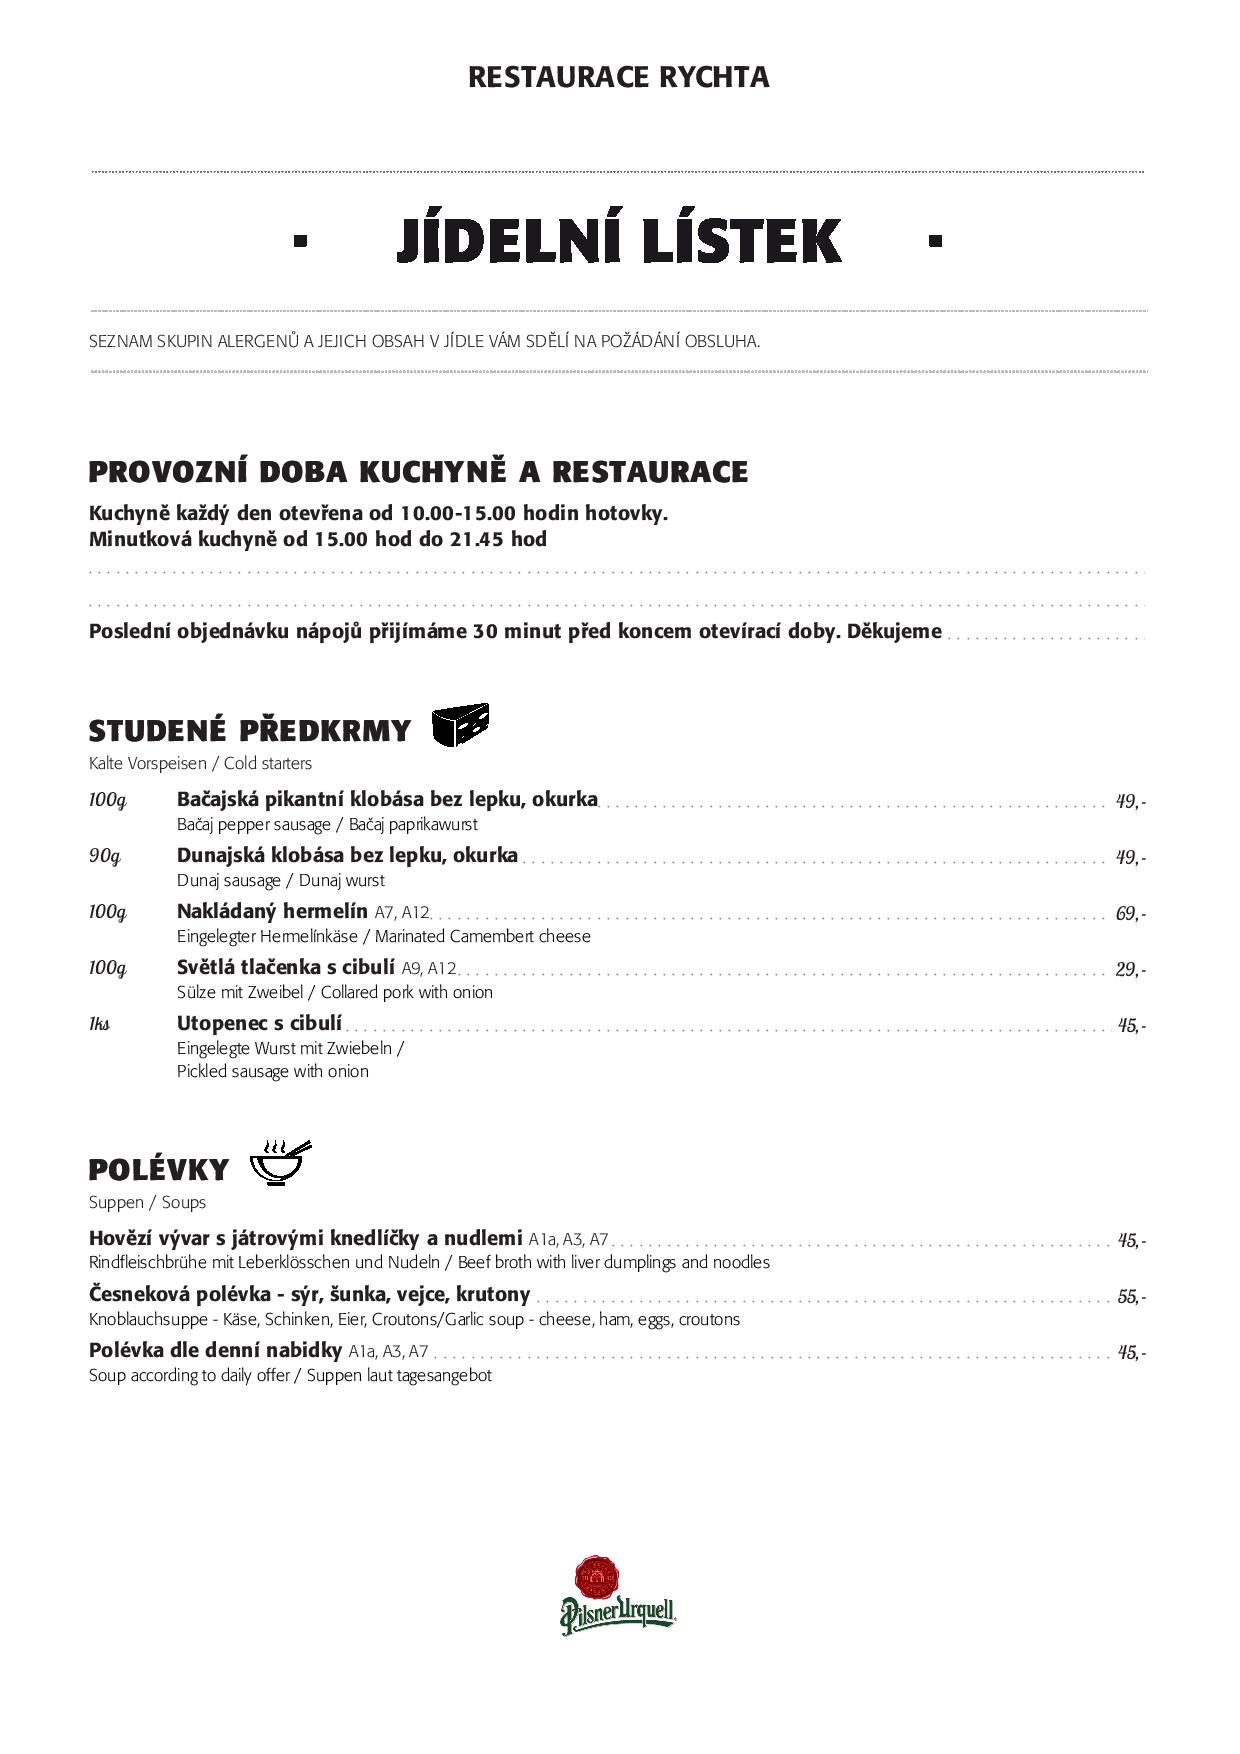 RESTAURACE RYCHTA
JÍDELNÍ LÍSTEK
SEZNAM SKUPIN ALERGENŮ A JEJICH OBSAH V JÍDLE VÁM SDĚLÍ NA POŽÁDÁNÍ OBSLUHA.
PROVOZNÍ DOBA KUCHYNĚ A RESTAURACE
Kuchyně každý den otevřena od 10.00-15.00 hodin hotovky.
Minutková kuchyně od 15.00 hod do 21.45 hod
Poslední objednávku nápojů přijímáme 30 minut před koncem otevírací doby. Děkujeme
STUDENÉ PŘEDKRMY
Kalte Vorspeisen / Cold starters
100g Bačajská pikantní klobása bez lepku, okurka 49,-
Bačaj pepper sausage / Bačaj paprikawurst
90g Dunajská klobása bez lepku, okurka 49,-
Dunaj sausage / Dunaj wurst
100g Nakládaný hermelín A7, A12 69,-
Eingelegter Hermelínkäse / Marinated Camembert cheese
100g Světlá tlačenka s cibulí A9, A12 29,-
Sülze mit Zweibel / Collared pork with onion
1ks Utopenec s cibulí 45,-
Eingelegte Wurst mit Zwiebeln /
Pickled sausage with onion
POLÉVKY
Suppen / Soups
Hovězí vývar s játrovými knedlíčky a nudlemi A1a, A3, A7 45,-
Rindfleischbrühe mit Leberklösschen und Nudeln / Beef broth with liver dumplings and noodles
Česneková polévka - sýr, šunka, vejce, krutony 55,-
Knoblauchsuppe - Käse, Schinken, Eier, Croutons/Garlic soup - cheese, ham, eggs, croutons
Polévka dle denní nabidky A1a, A3, A7 45,-
Soup according to daily offer / Suppen laut tagesangebot
Pilsner Urquell